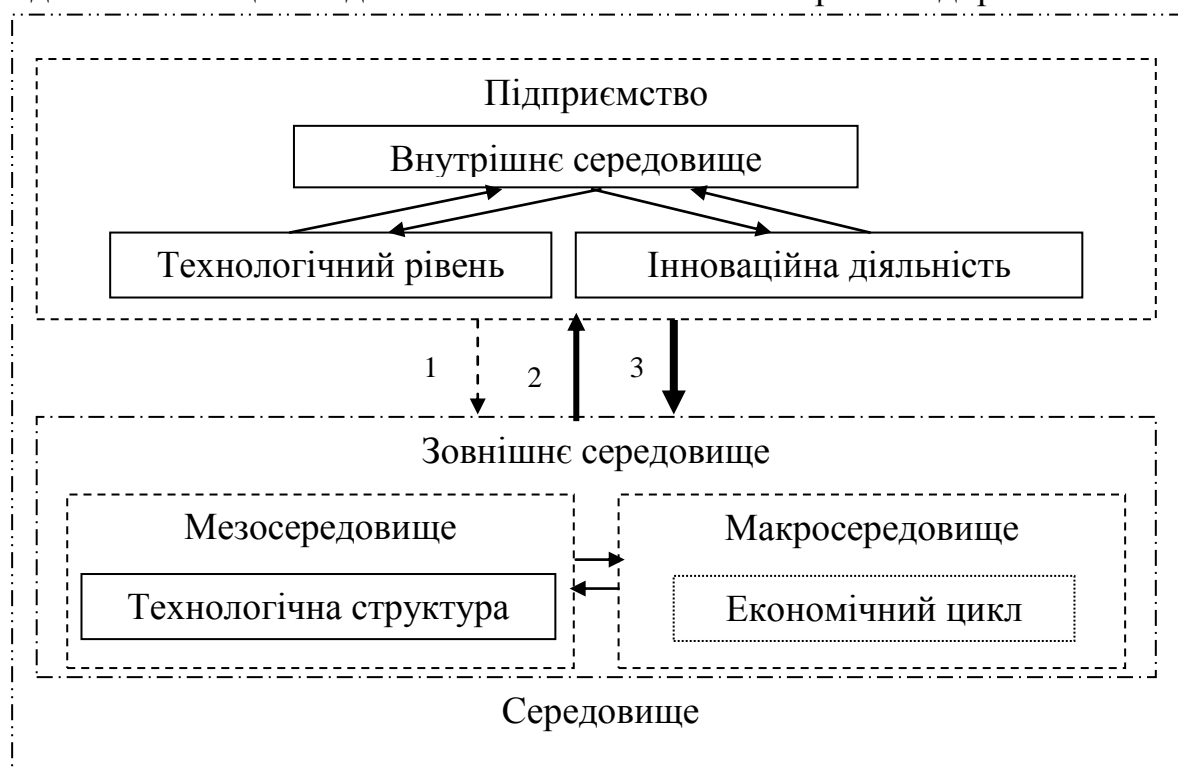 Підприємство
Внутрішнє середовище
Технологічний рівень
Інноваційна діяльність
1
2
3
Зовнішнє середовище
Мезосередовище
Макросередовище
Технологічна структура
Економічний цикл
Середовище